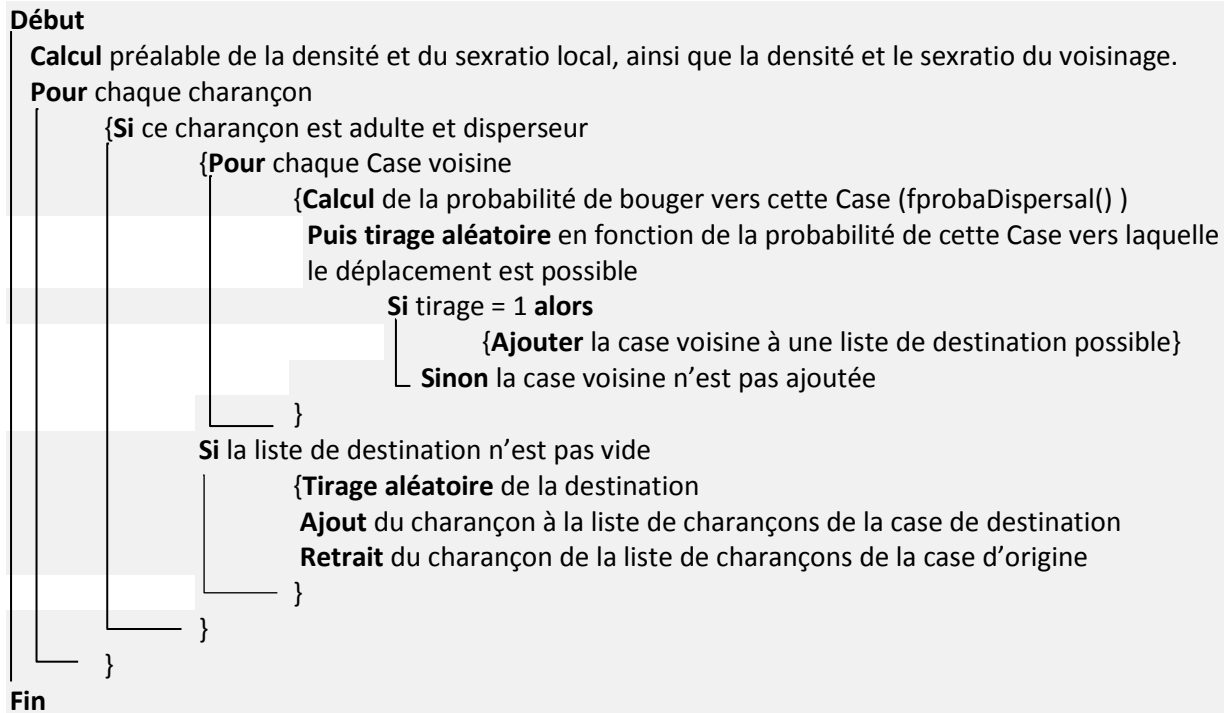 Début
Calcul préalable de la densité et du sexratio local, ainsi que la densité et le sexratio du voisinage.
Pour chaque charançon
{Si ce charançon est adulte et disperseur
{Pour chaque Case voisine
{Calcul de la probabilité de bouger vers cette Case (fprobaDispersal() )
Puis tirage aléatoire en fonction de la probabilité de cette Case vers laquelle
le déplacement est possible
Si tirage = 1 alors
{Ajouter la case voisine à une liste de destination possible}
Sinon la case voisine n’est pas ajoutée
}
Si la liste de destination n’est pas vide
{Tirage aléatoire de la destination
Ajout du charançon à la liste de charançons de la case de destination
Retrait du charançon de la liste de charançons de la case d’origine
}
}
}
Fin